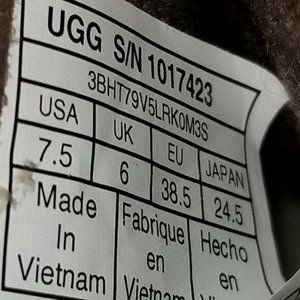 UGG S/N 1017423
3BHT79V5LRK0M3S
USA UK EU JAPAN
7.5 6 38.5 24.5
Made Fabrique Hecho
In en en
Vietnam Vietnam